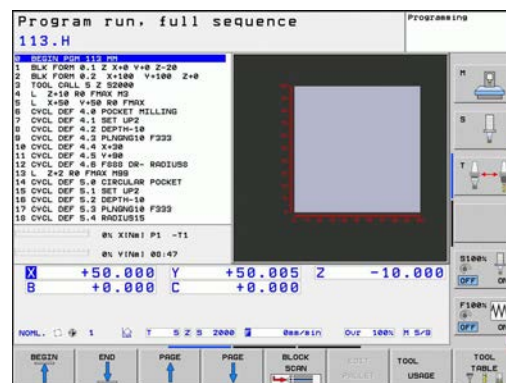 Program run, full sequence
Programming
113.H
0 BEGIN PGM 113 MM
1 BLK FORM 0.1 Z X+0 Y+0 Z-20
2 BLK FORM 0.2 X+100 Y+100 Z+0
3 TOOL CALL 5 Z S2000
4 L Z+10 R0 FMAX M3
5 L X+50 Y+50 R0 FMAX
6 CYCL DEF 4.0 POCKET MILLING
7 CYCL DEF 4.1 SET UP2
8 CYCL DEF 4.2 DEPTH-10
9 CYCL DEF 4.3 PLNGNG10 F333
10 CYCL DEF 4.4 X+30
11 CYCL DEF 4.5 Y+90
12 CYCL DEF 4.6 F888 DR- RADIUS8
13 L Z+2 R0 FMAX M99
14 CYCL DEF 5.0 CIRCULAR POCKET
15 CYCL DEF 5.1 SET UP2
16 CYCL DEF 5.2 DEPTH-10
17 CYCL DEF 5.3 PLNGNG10 F333
18 CYCL DEF 5.4 RADIUS15
0% X[Nm] P1 -T1
0% Y[Nm] 08:47
X +50.000 Y +50.005 Z -10.000
B +0.000 C +0.000
NOML. 1 T 5 Z S 2000 0mm/min Ovr 100% M 5/9
M
S
T
S100%
OFF ON
F100%
OFF ON
BEGIN
END
PAGE
PAGE
BLOCK SCAN
EDIT PALLET
TOOL USAGE
TOOL TABLE